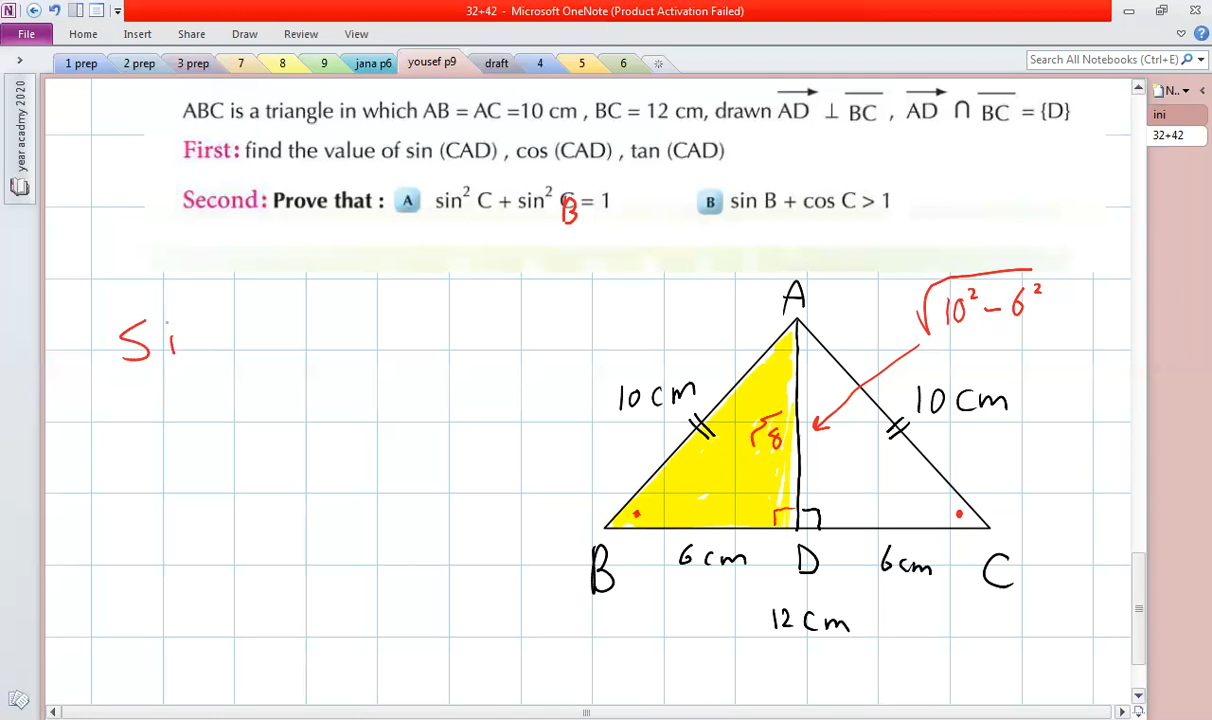 32+42 - Microsoft OneNote (Product Activation Failed)
File Home Insert Share Draw Review View
1 prep 2 prep 3 prep 7 8 9 jana p6 yousef p9 draft 4 5 6
Search All Notebooks (Ctrl+E)
year academy 2020
N..
ini
32+42
ABC is a triangle in which AB = AC =10 cm , BC = 12 cm, drawn AD ⊥ BC , AD ∩ BC = {D}
First: find the value of sin (CAD) , cos (CAD) , tan (CAD)
Second: Prove that : A sin² C + sin² C = 1 B sin B + cos C > 1
B
A
√10² - 6²
Si
10 cm
10 cm
8
B 6 cm D 6 cm C
12 cm